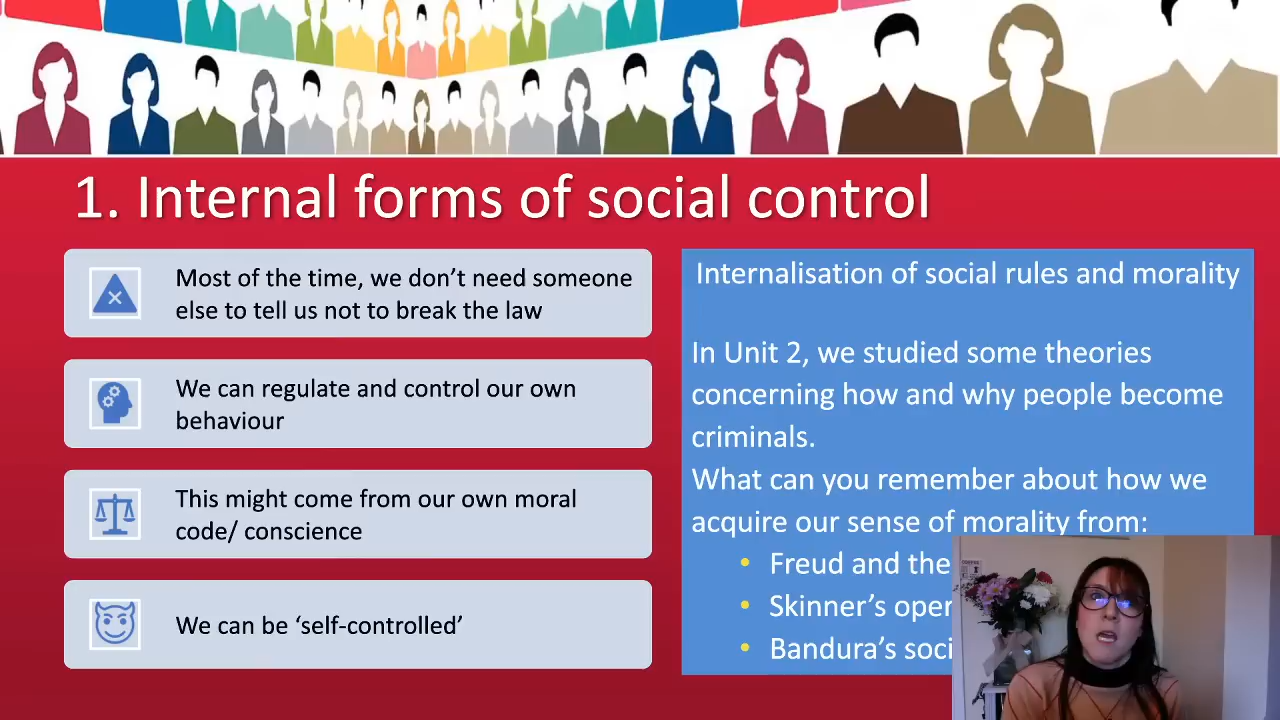 1. Internal forms of social control
Most of the time, we don't need someone
else to tell us not to break the law
We can regulate and control our own
behaviour
This might come from our own moral
code/ conscience
We can be 'self-controlled'
Internalisation of social rules and morality
In Unit 2, we studied some theories
concerning how and why people become
criminals.
What can you remember about how we
acquire our sense of morality from:
• Freud and the
• Skinner's
• Bandura's